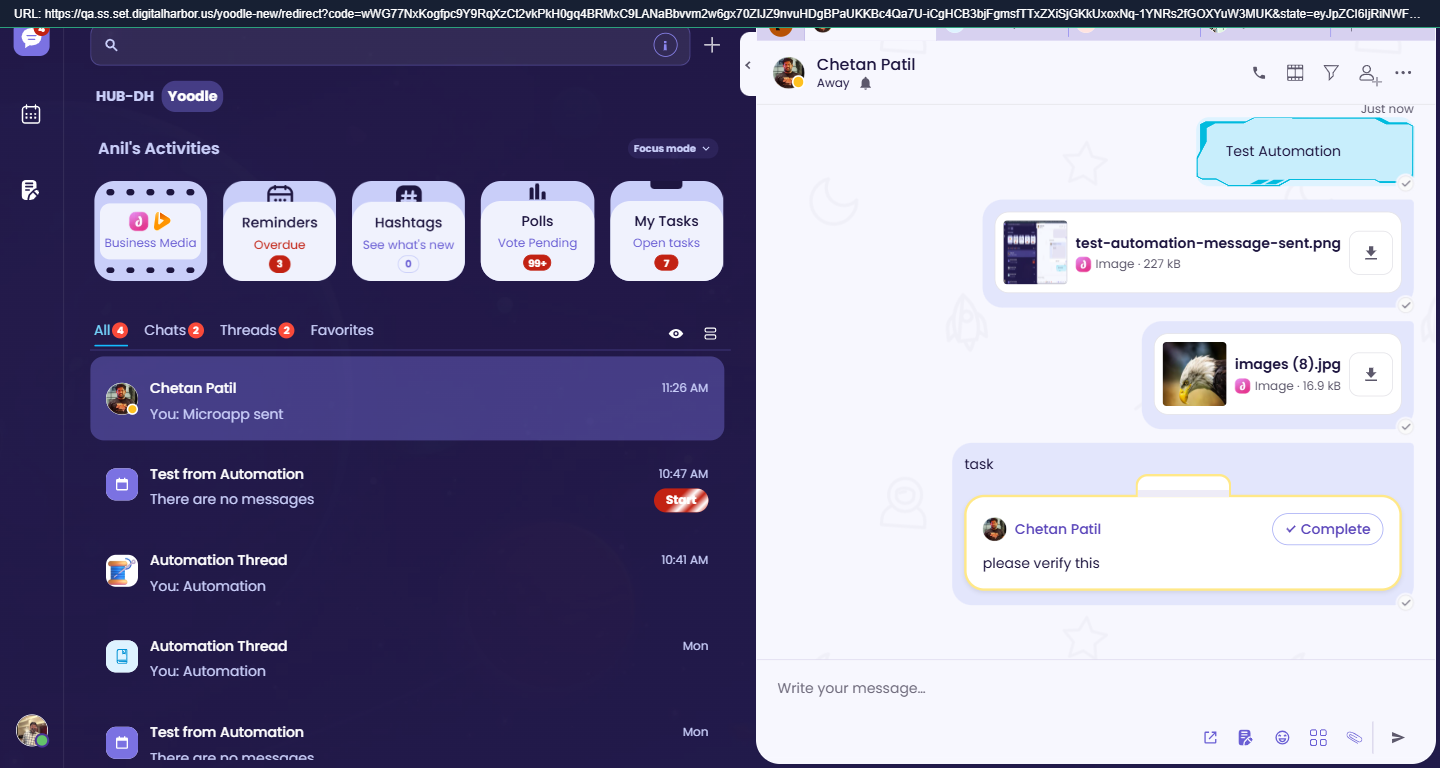 URL: https://qa.ss.set.digitalharbor.us/yoodle-new/redirect?code=
HUB-DH
Yoodle
Anil's Activities
Focus mode
Business Media
Reminders
Overdue
3
Hashtags
See what's new
0
Polls
Vote Pending
99+
My Tasks
Open tasks
7
All 4
Chats 2
Threads 2
Favorites
Chetan Patil
11:26 AM
You: Microapp sent
Test from Automation
10:47 AM
There are no messages
Start
Automation Thread
10:41 AM
You: Automation
Automation Thread
Mon
You: Automation
Test from Automation
Mon
There are no messages
Chetan Patil
Away
Just now
Test Automation
test-automation-message-sent.png
Image · 227 kB
images (8).jpg
Image · 16.9 kB
task
Chetan Patil
Complete
please verify this
Write your message...